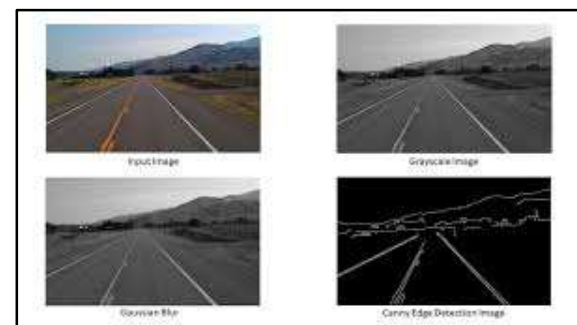 Input Image
Grayscale Image
Gaussian Blur
Canny Edge Detection Image